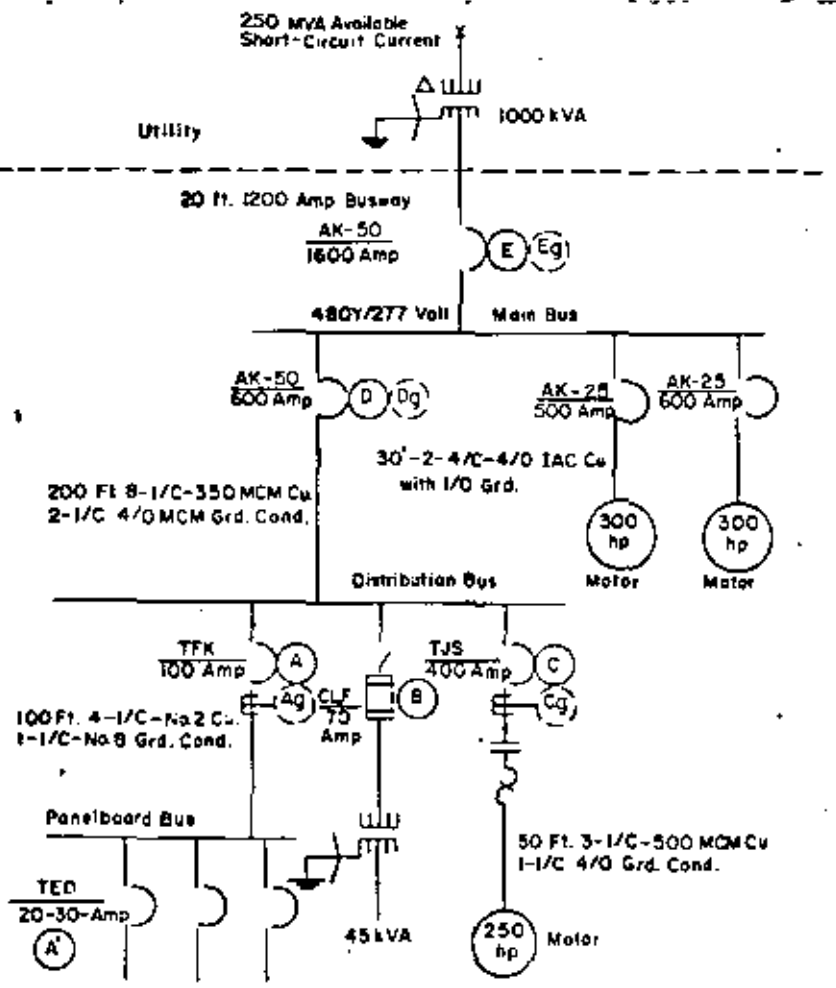 250 MVA Available
Short-Circuit Current
Δ
1000 kVA
Utility
20 ft. 1200 Amp Busway
AK-50
1600 Amp
E
Eg
480Y/277 Volt
Main Bus
AK-50
600 Amp
D
Dg
AK-25
500 Amp
AK-25
600 Amp
30'-2-4/C-4/0 IAC Cu
with 1/0 Grd.
200 Ft 8-1/C-350 MCM Cu
2-1/C 4/0 MCM Grd. Cond.
300
hp
Motor
300
hp
Motor
Distribution Bus
TFK
100 Amp
A
Ag
CLF
70
Amp
B
TJS
400 Amp
C
Cg
100 Ft. 4-1/C-No.2 Cu.
1-1/C-No.8 Grd. Cond.
Panelboard Bus
50 Ft. 3-1/C-500 MCM Cu
1-1/C 4/0 Grd. Cond.
TED
20-30-Amp
A'
45 kVA
250
hp
Motor